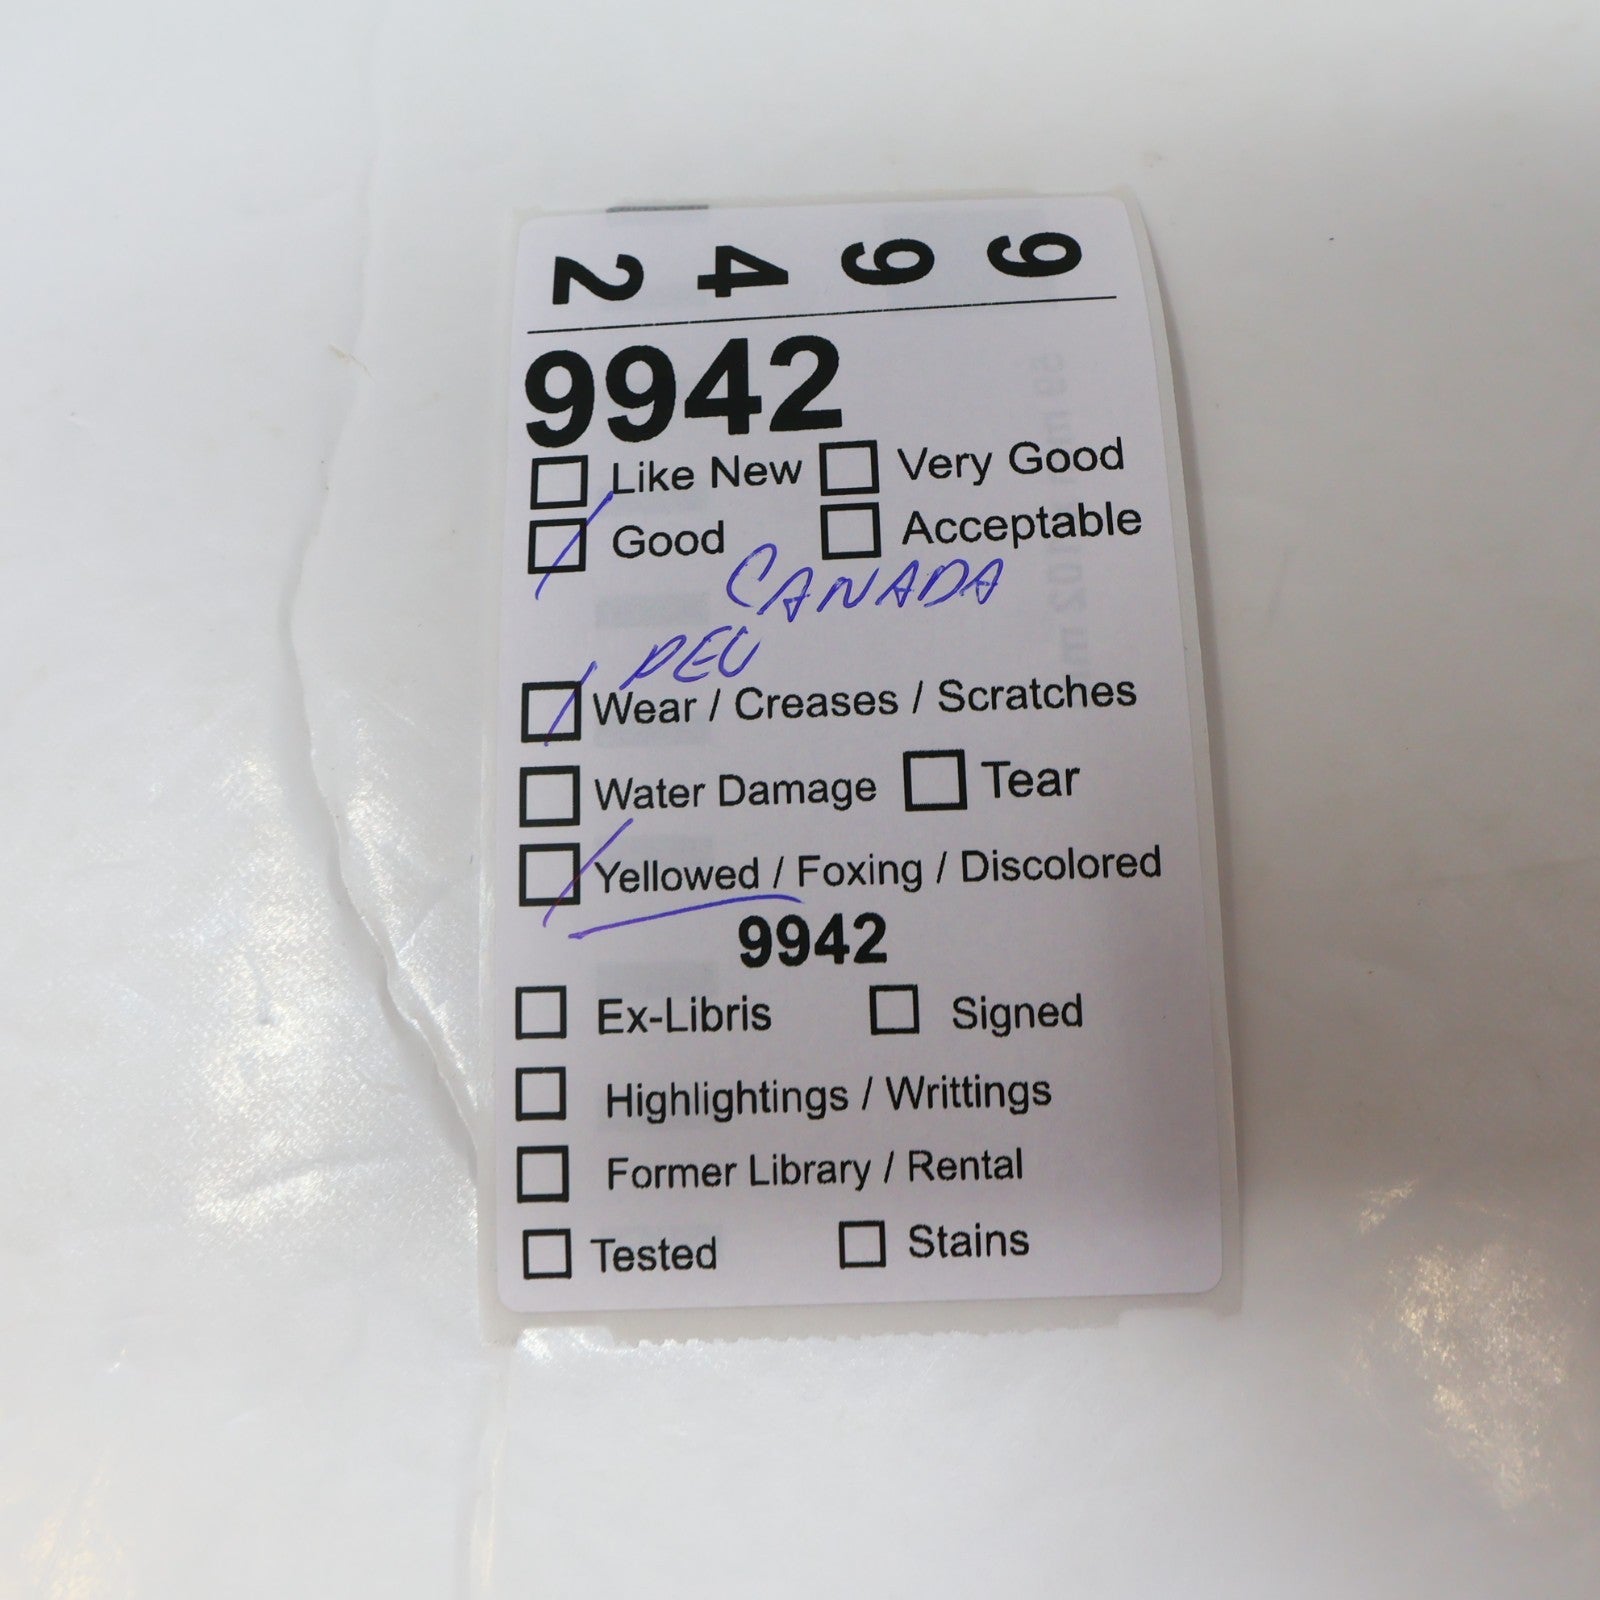 9 9 4 2
9942
Like New Very Good
Good Acceptable
CANADA
PEU
Wear / Creases / Scratches
Water Damage Tear
Yellowed / Foxing / Discolored
9942
Ex-Libris Signed
Highlightings / Writtings
Former Library / Rental
Tested Stains